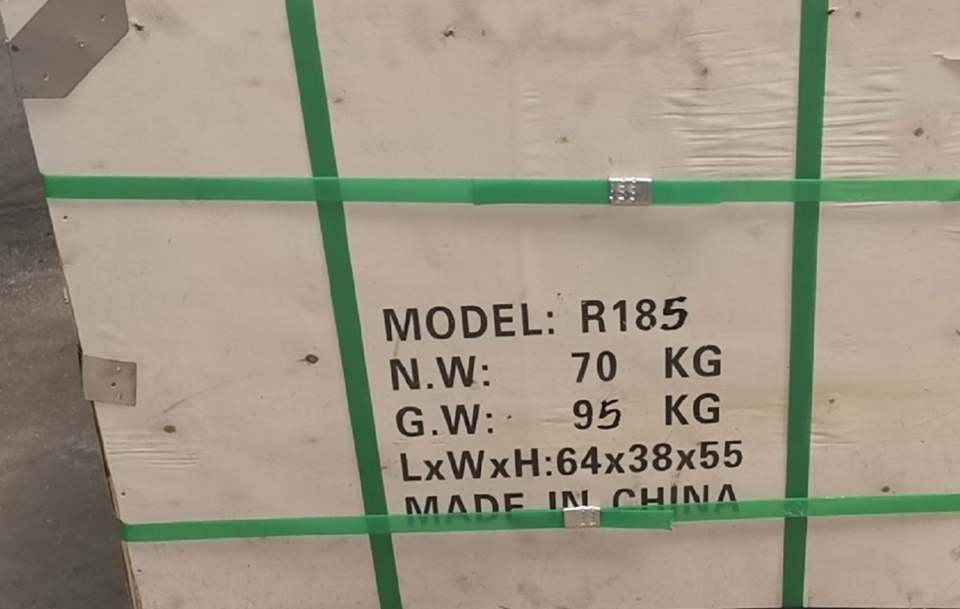 MODEL: R185
N.W: 70 KG
G.W: 95 KG
LxWxH:64x38x55
MADE IN CHINA